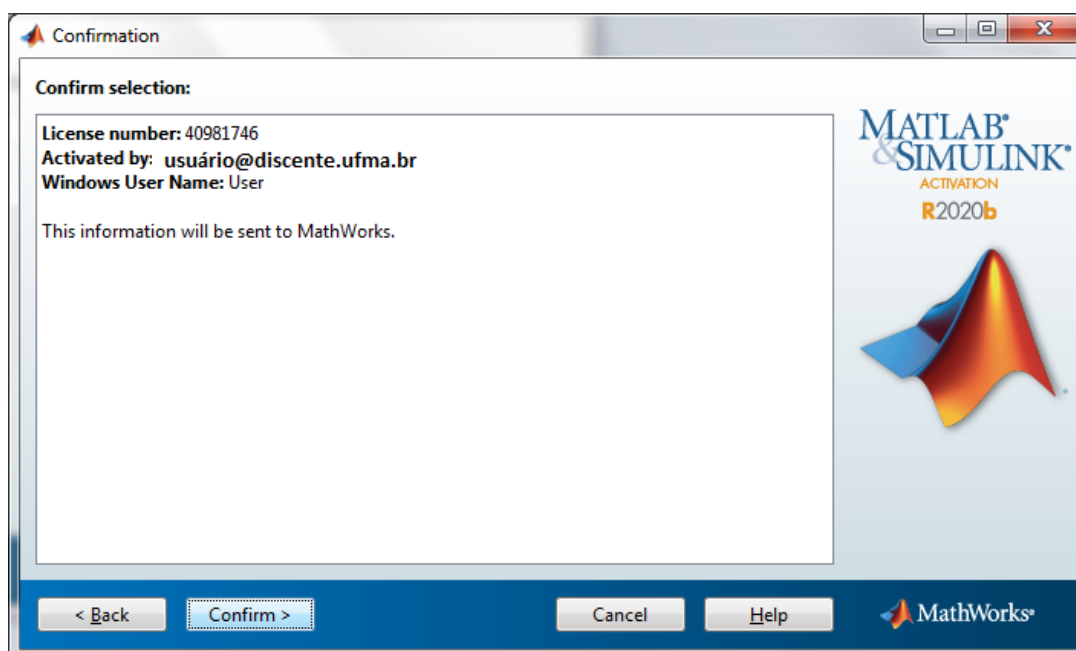 Confirmation
Confirm selection:
License number: 40981746
Activated by: usuário@discente.ufma.br
Windows User Name: User
This information will be sent to MathWorks.
MATLAB®
&SIMULINK®
ACTIVATION
R2020b
< Back
Confirm >
Cancel
Help
MathWorks®